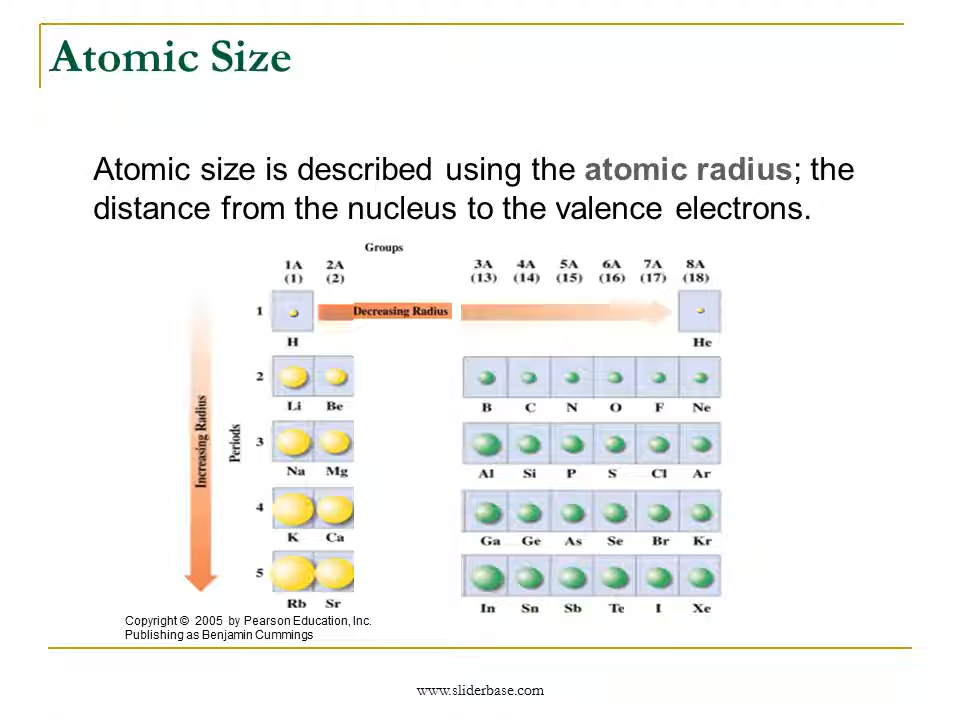 Atomic Size
Atomic size is described using the atomic radius; the
distance from the nucleus to the valence electrons.
Groups
1A 2A 3A 4A 5A 6A 7A 8A
(1) (2) (13) (14) (15) (16) (17) (18)
1 Decreasing Radius
H He
2
Li Be B C N O F Ne
Increasing Radius
Periods
3
Na Mg Al Si P S Cl Ar
4
K Ca Ga Ge As Se Br Kr
5
Rb Sr In Sn Sb Te I Xe
Copyright © 2005 by Pearson Education, Inc.
Publishing as Benjamin Cummings
www.sliderbase.com